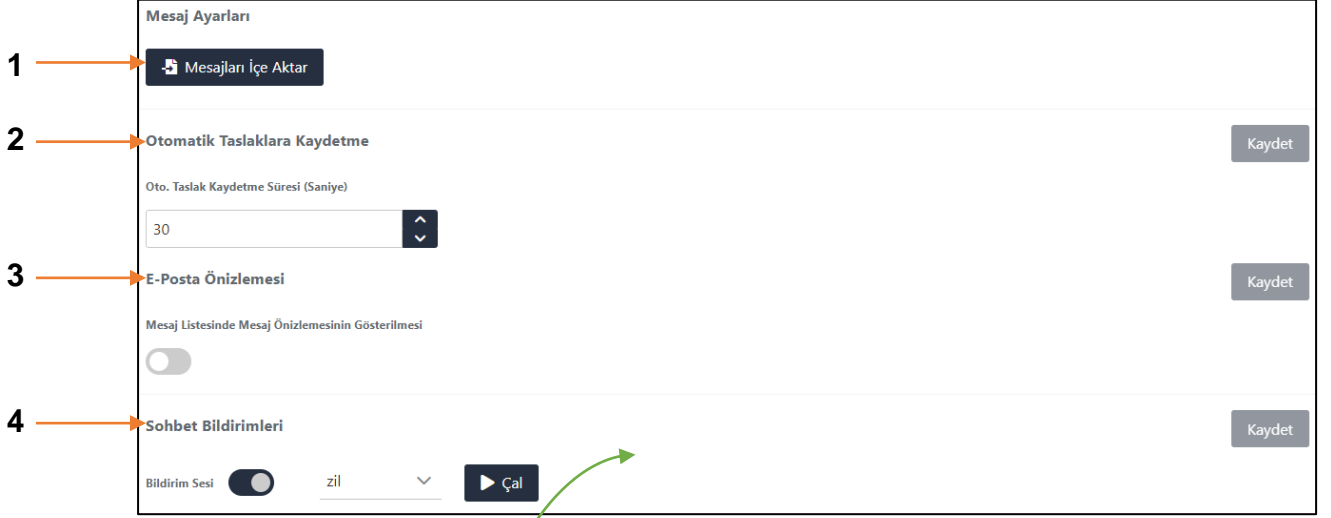 Mesaj Ayarları
1
Mesajları İçe Aktar
2
Otomatik Taslaklara Kaydetme
Kaydet
Oto. Taslak Kaydetme Süresi (Saniye)
30
3
E-Posta Önizlemesi
Kaydet
Mesaj Listesinde Mesaj Önizlemesinin Gösterilmesi
4
Sohbet Bildirimleri
Kaydet
Bildirim Sesi
zil
Çal